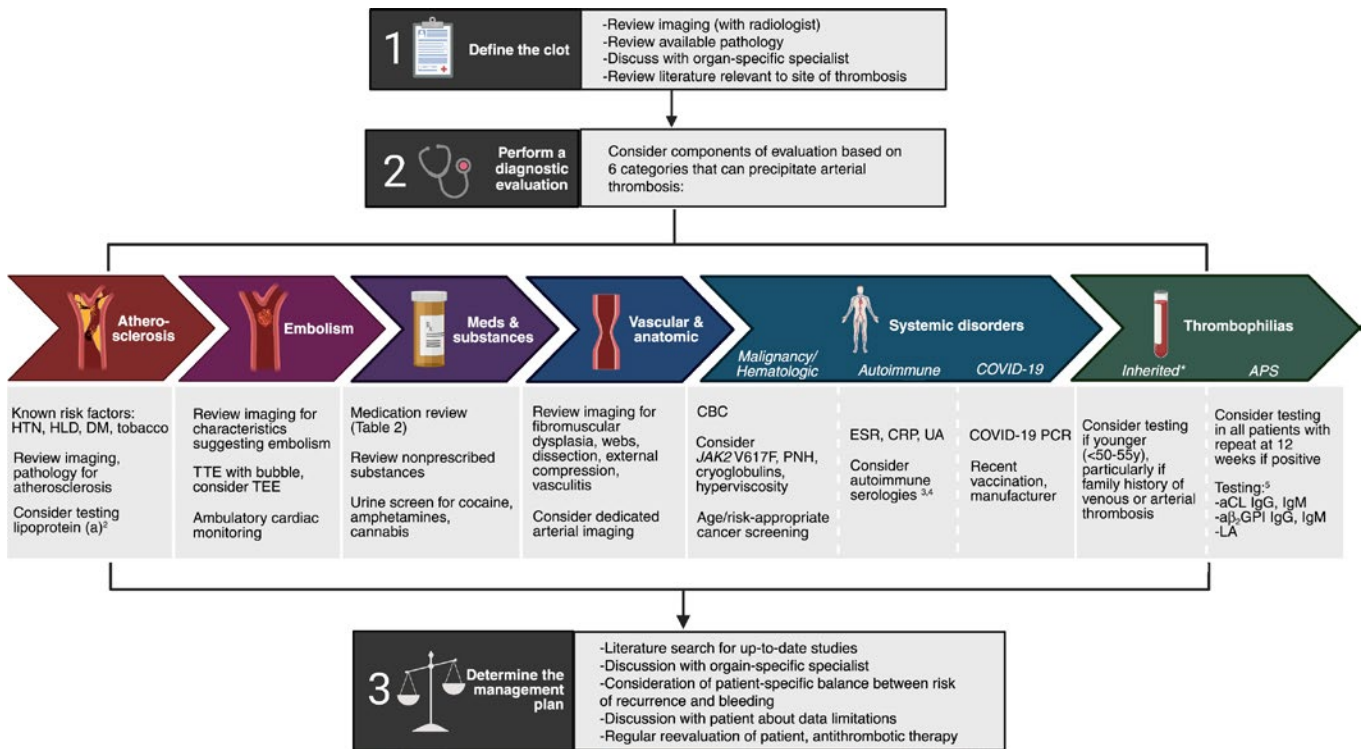 1
Define the clot
-Review imaging (with radiologist)
-Review available pathology
-Discuss with organ-specific specialist
-Review literature relevant to site of thrombosis
2
Perform a
diagnostic
evaluation
Consider components of evaluation based on
6 categories that can precipitate arterial
thrombosis:
Athero-
sclerosis
Known risk factors:
HTN, HLD, DM, tobacco
Review imaging,
pathology for
atherosclerosis
Consider testing
lipoprotein (a)2
Embolism
Review imaging for
characteristics
suggesting embolism
TTE with bubble,
consider TEE
Ambulatory cardiac
monitoring
Meds &
substances
Medication review
(Table 2)
Review nonprescribed
substances
Urine screen for cocaine,
amphetamines,
cannabis
Vascular &
anatomic
Review imaging for
fibromuscular
dysplasia, webs,
dissection, external
compression,
vasculitis
Consider dedicated
arterial imaging
Systemic disorders
Malignancy/
Hematologic
CBC
Consider
JAK2 V617F, PNH,
cryoglobulins,
hyperviscosity
Age/risk-appropriate
cancer screening
Autoimmune
ESR, CRP, UA
Consider
autoimmune
serologies 3,4
COVID-19
COVID-19 PCR
Recent
vaccination,
manufacturer
Thrombophilias
Inherited*
Consider testing
if younger
(<50-55y),
particularly if
family history of
venous or arterial
thrombosis
APS
Consider testing
in all patients with
repeat at 12
weeks if positive
Testing:5
-aCL IgG, IgM
-aβ2GPI IgG, IgM
-LA
3
Determine the
management
plan
-Literature search for up-to-date studies
-Discussion with orgain-specific specialist
-Consideration of patient-specific balance between risk
of recurrence and bleeding
-Discussion with patient about data limitations
-Regular reevaluation of patient, antithrombotic therapy